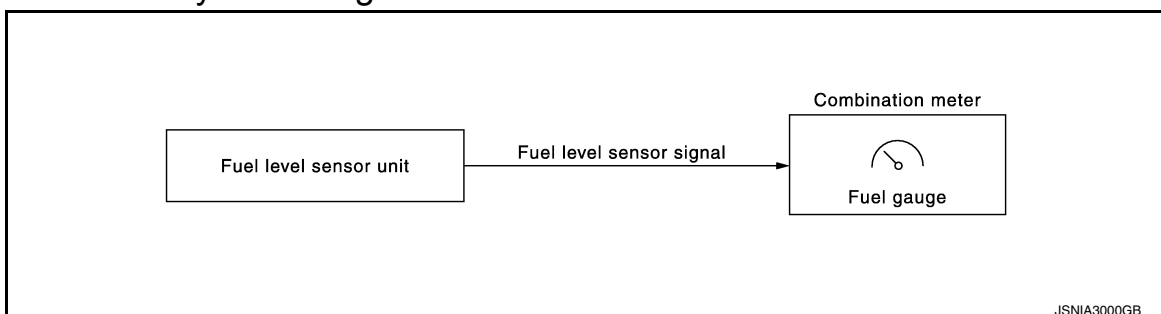 Combination meter
Fuel level sensor unit
Fuel level sensor signal
Fuel gauge
JSNIA3000GB